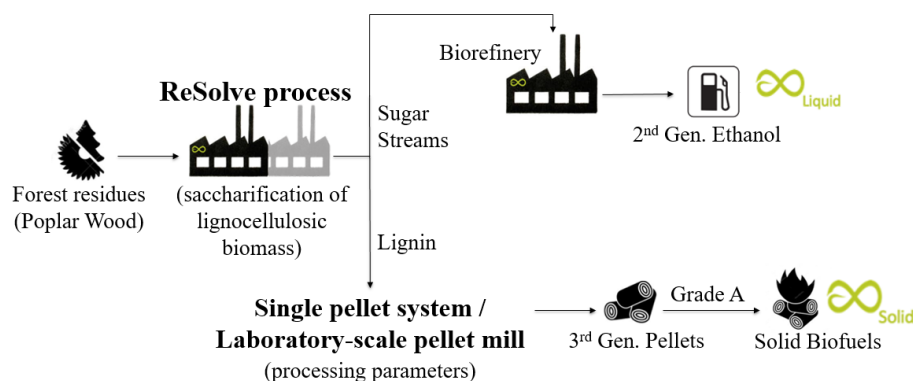 Biorefinery
Liquid
2nd Gen. Ethanol
ReSolve process
Sugar
Streams
Forest residues
(Poplar Wood)
(saccharification of
lignocellulosic
biomass)
Lignin
Single pellet system /
Laboratory-scale pellet mill
(processing parameters)
Grade A
3rd Gen. Pellets
Solid
Solid Biofuels